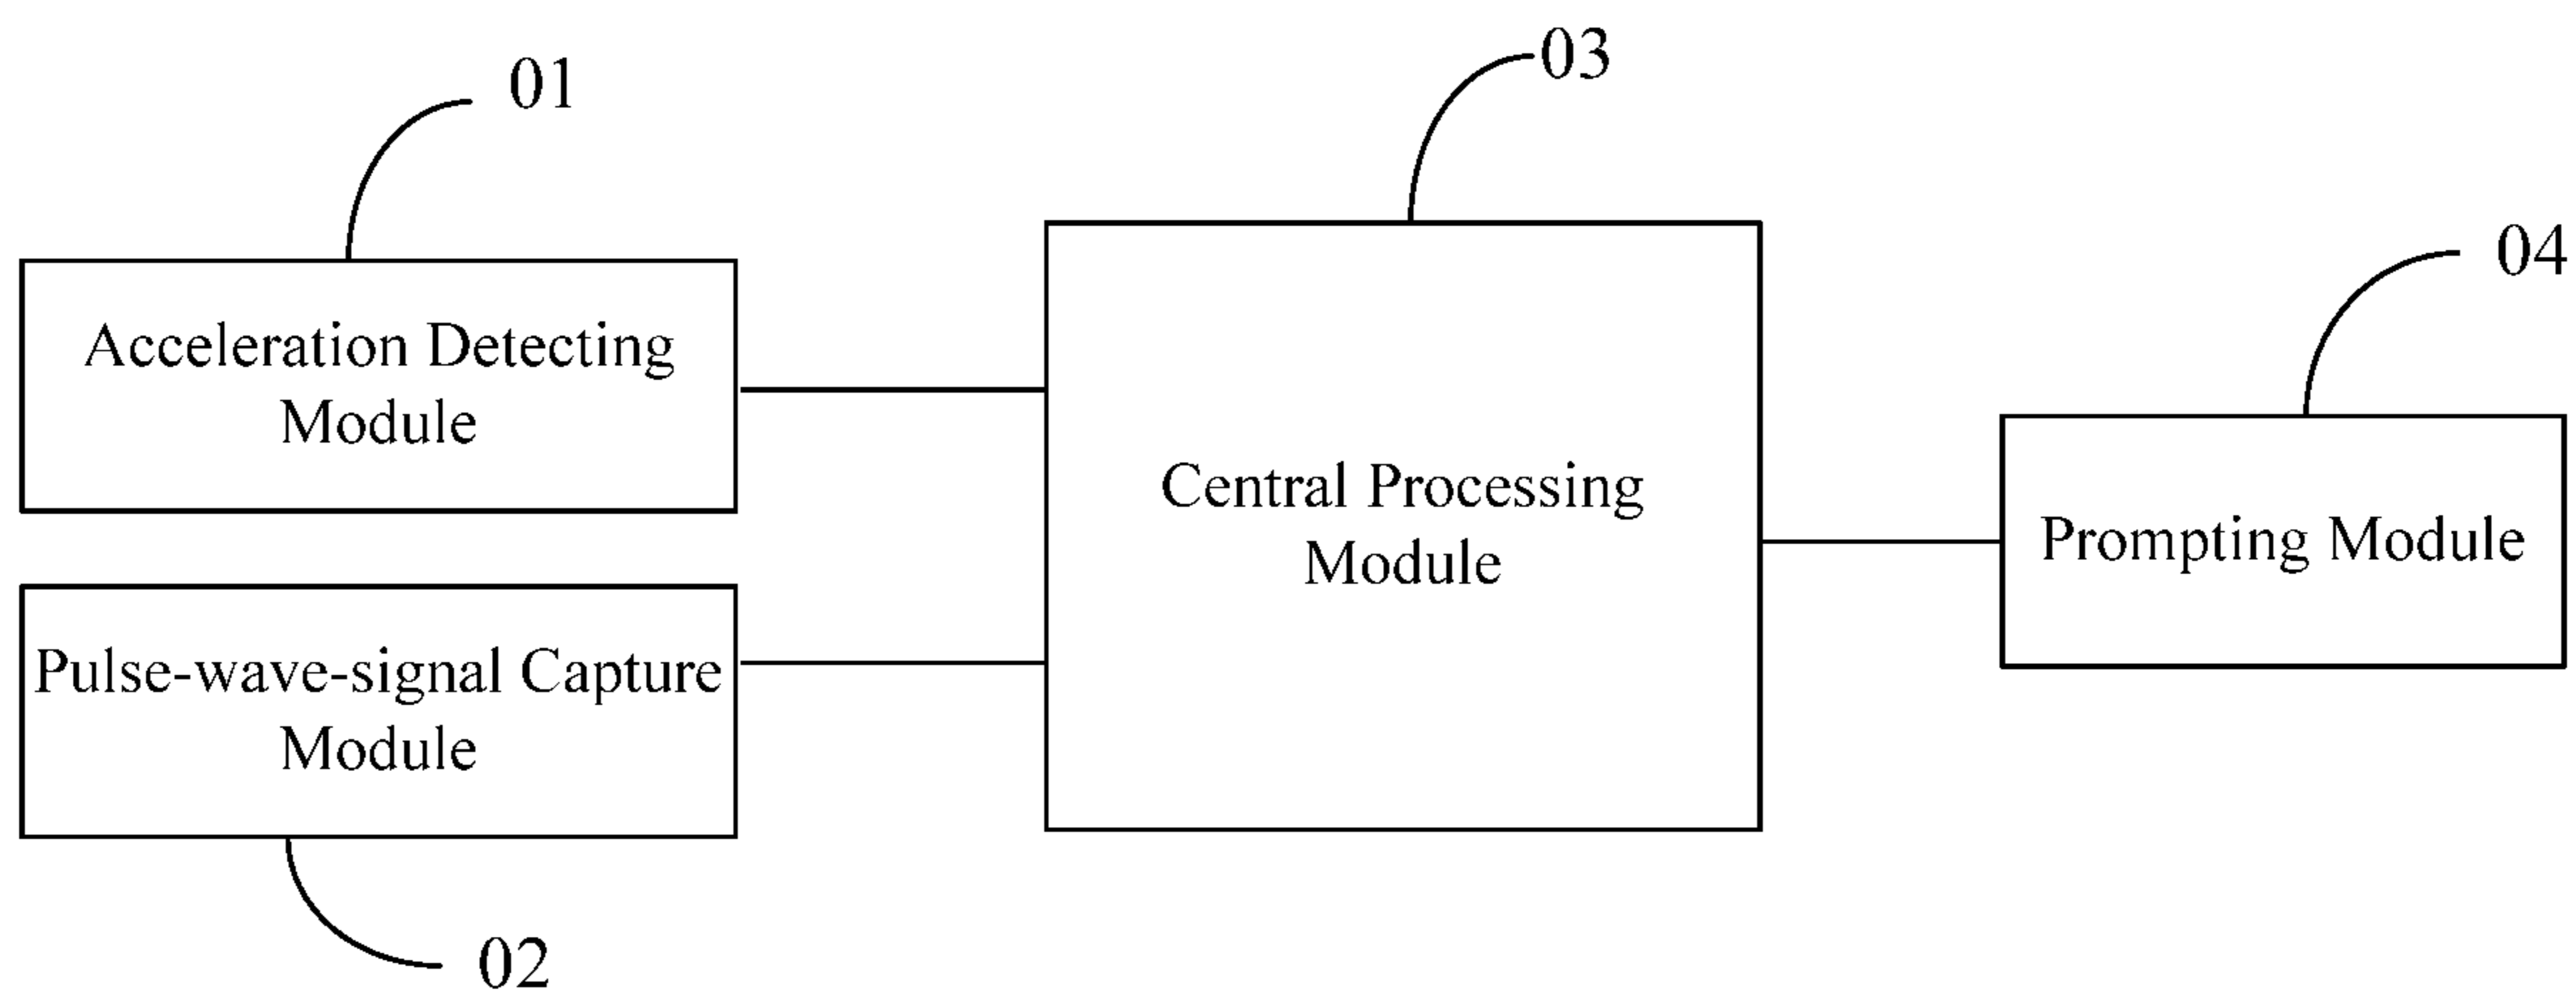 01
03
04
Acceleration Detecting
Module
Central Processing
Module
Prompting Module
Pulse-wave-signal Capture
Module
02